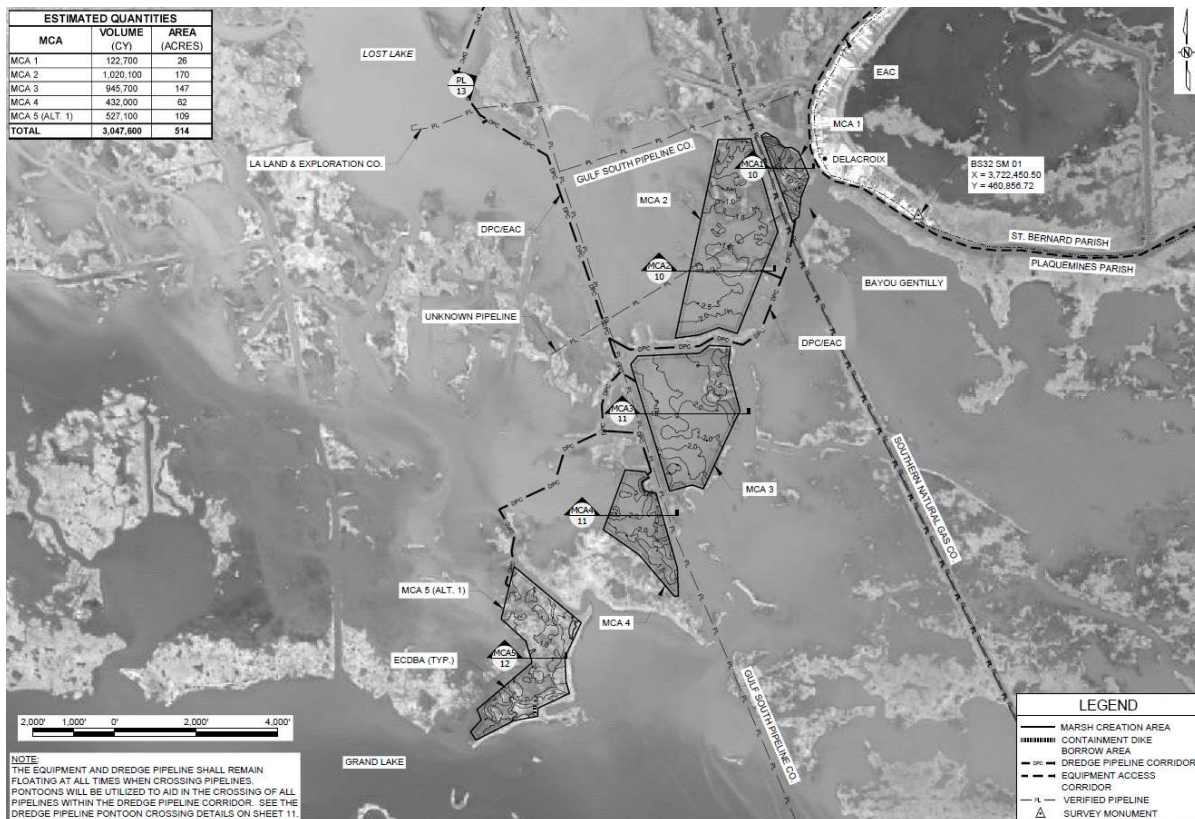 ESTIMATED QUANTITIES
MCA VOLUME (CY) AREA (ACRES)
MCA 1 122,700 26
MCA 2 1,020,100 170
MCA 3 945,700 147
MCA 4 432,000 62
MCA 5 (ALT. 1) 527,100 109
TOTAL 3,047,600 514
LOST LAKE
PL
13
LA LAND & EXPLORATION CO.
GULF SOUTH PIPELINE CO.
DPC/EAC
UNKNOWN PIPELINE
MCA 2
MCA1
10
MCA2
10
EAC
MCA 1
DELACROIX
BS32 SM 01
X = 3,722,450.50
Y = 460,856.72
ST. BERNARD PARISH
PLAQUEMINES PARISH
BAYOU GENTILLY
DPC/EAC
N
MCA3
11
MCA 3
MCA4
11
MCA 4
SOUTHERN NATURAL GAS CO.
MCA 5 (ALT. 1)
MCA5
12
ECDBA (TYP.)
GULF SOUTH PIPELINE CO.
GRAND LAKE
2,000' 1,000' 0' 2,000' 4,000'
NOTE:
THE EQUIPMENT AND DREDGE PIPELINE SHALL REMAIN
FLOATING AT ALL TIMES WHEN CROSSING PIPELINES.
PONTOONS WILL BE UTILIZED TO AID IN THE CROSSING OF ALL
PIPELINES WITHIN THE DREDGE PIPELINE CORRIDOR. SEE THE
DREDGE PIPELINE PONTOON CROSSING DETAILS ON SHEET 11.
LEGEND
MARSH CREATION AREA
CONTAINMENT DIKE
BORROW AREA
DPC DREDGE PIPELINE CORRIDOR
EQUIPMENT ACCESS
CORRIDOR
PL VERIFIED PIPELINE
SURVEY MONUMENT